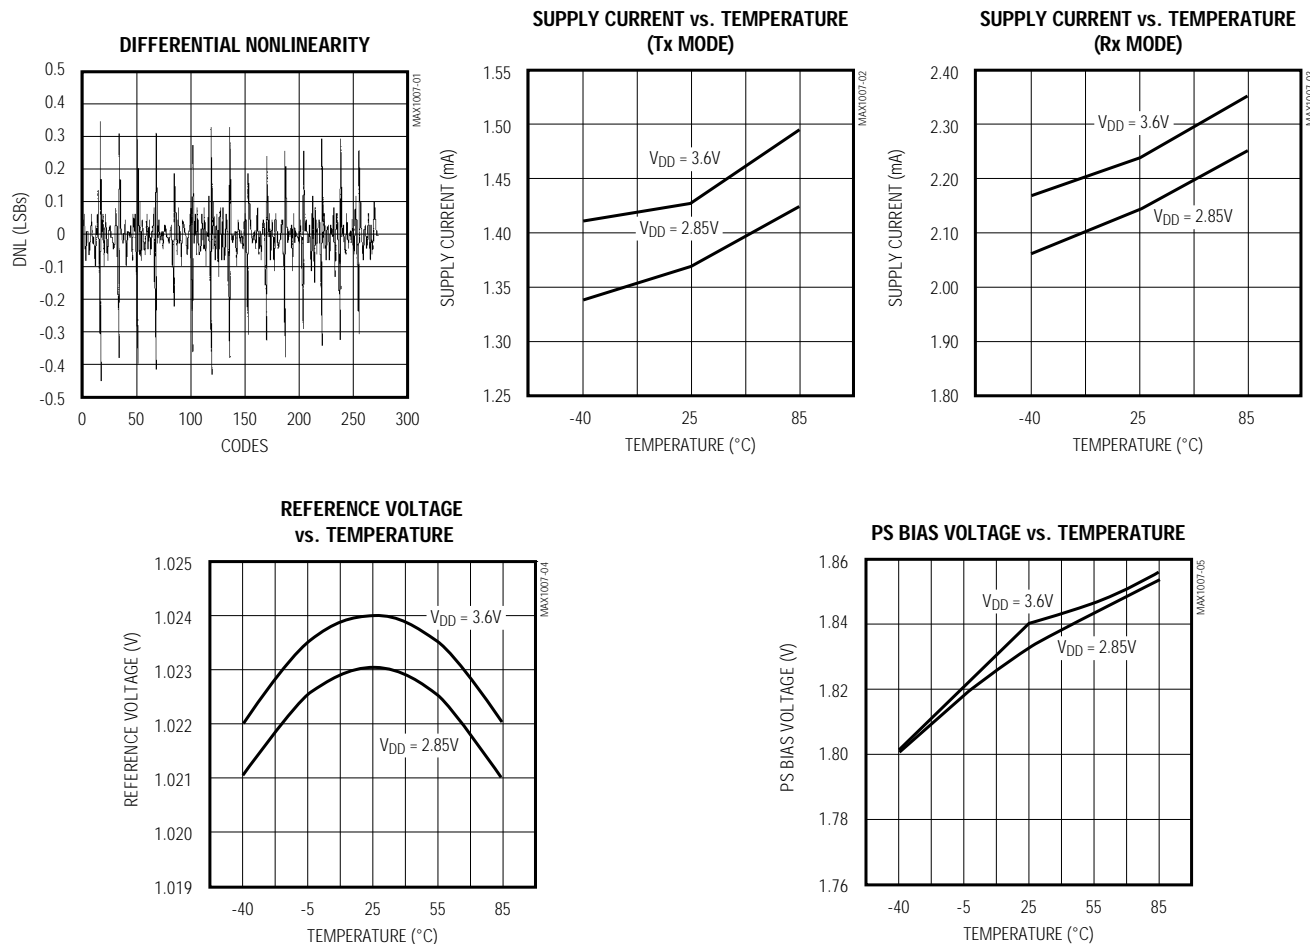 DIFFERENTIAL NONLINEARITY
0.5
0.4
0.3
0.2
0.1
0
-0.1
-0.2
-0.3
-0.4
-0.5
DNL (LSBs)
0 50 100 150 200 250 300
CODES
MAX1007-01
SUPPLY CURRENT vs. TEMPERATURE
(Tx MODE)
1.55
1.50
1.45
1.40
1.35
1.30
1.25
SUPPLY CURRENT (mA)
VDD = 3.6V
VDD = 2.85V
-40 25 85
TEMPERATURE (°C)
MAX1007-02
SUPPLY CURRENT vs. TEMPERATURE
(Rx MODE)
2.40
2.30
2.20
2.10
2.00
1.90
1.80
SUPPLY CURRENT (mA)
VDD = 3.6V
VDD = 2.85V
-40 25 85
TEMPERATURE (°C)
REFERENCE VOLTAGE
vs. TEMPERATURE
1.025
1.024
1.023
1.022
1.021
1.020
1.019
REFERENCE VOLTAGE (V)
VDD = 3.6V
VDD = 2.85V
-40 -5 25 55 85
TEMPERATURE (°C)
MAX1007-04
PS BIAS VOLTAGE vs. TEMPERATURE
1.86
1.84
1.82
1.80
1.78
1.76
PS BIAS VOLTAGE (V)
VDD = 3.6V
VDD = 2.85V
-40 -5 25 55 85
TEMPERATURE (°C)
MAX1007-05